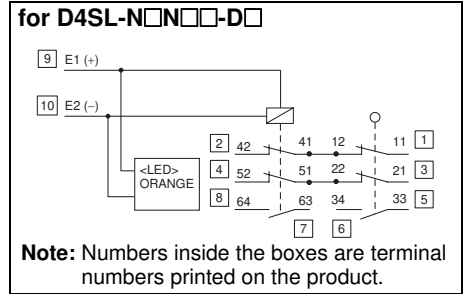 for D4SL-N□N□□-D□
9 E1 (+)
10 E2 (−)
<LED>
ORANGE
2 42 41 12 11 1
4 52 51 22 21 3
8 64 63 34 33 5
7 6
Note: Numbers inside the boxes are terminal
numbers printed on the product.